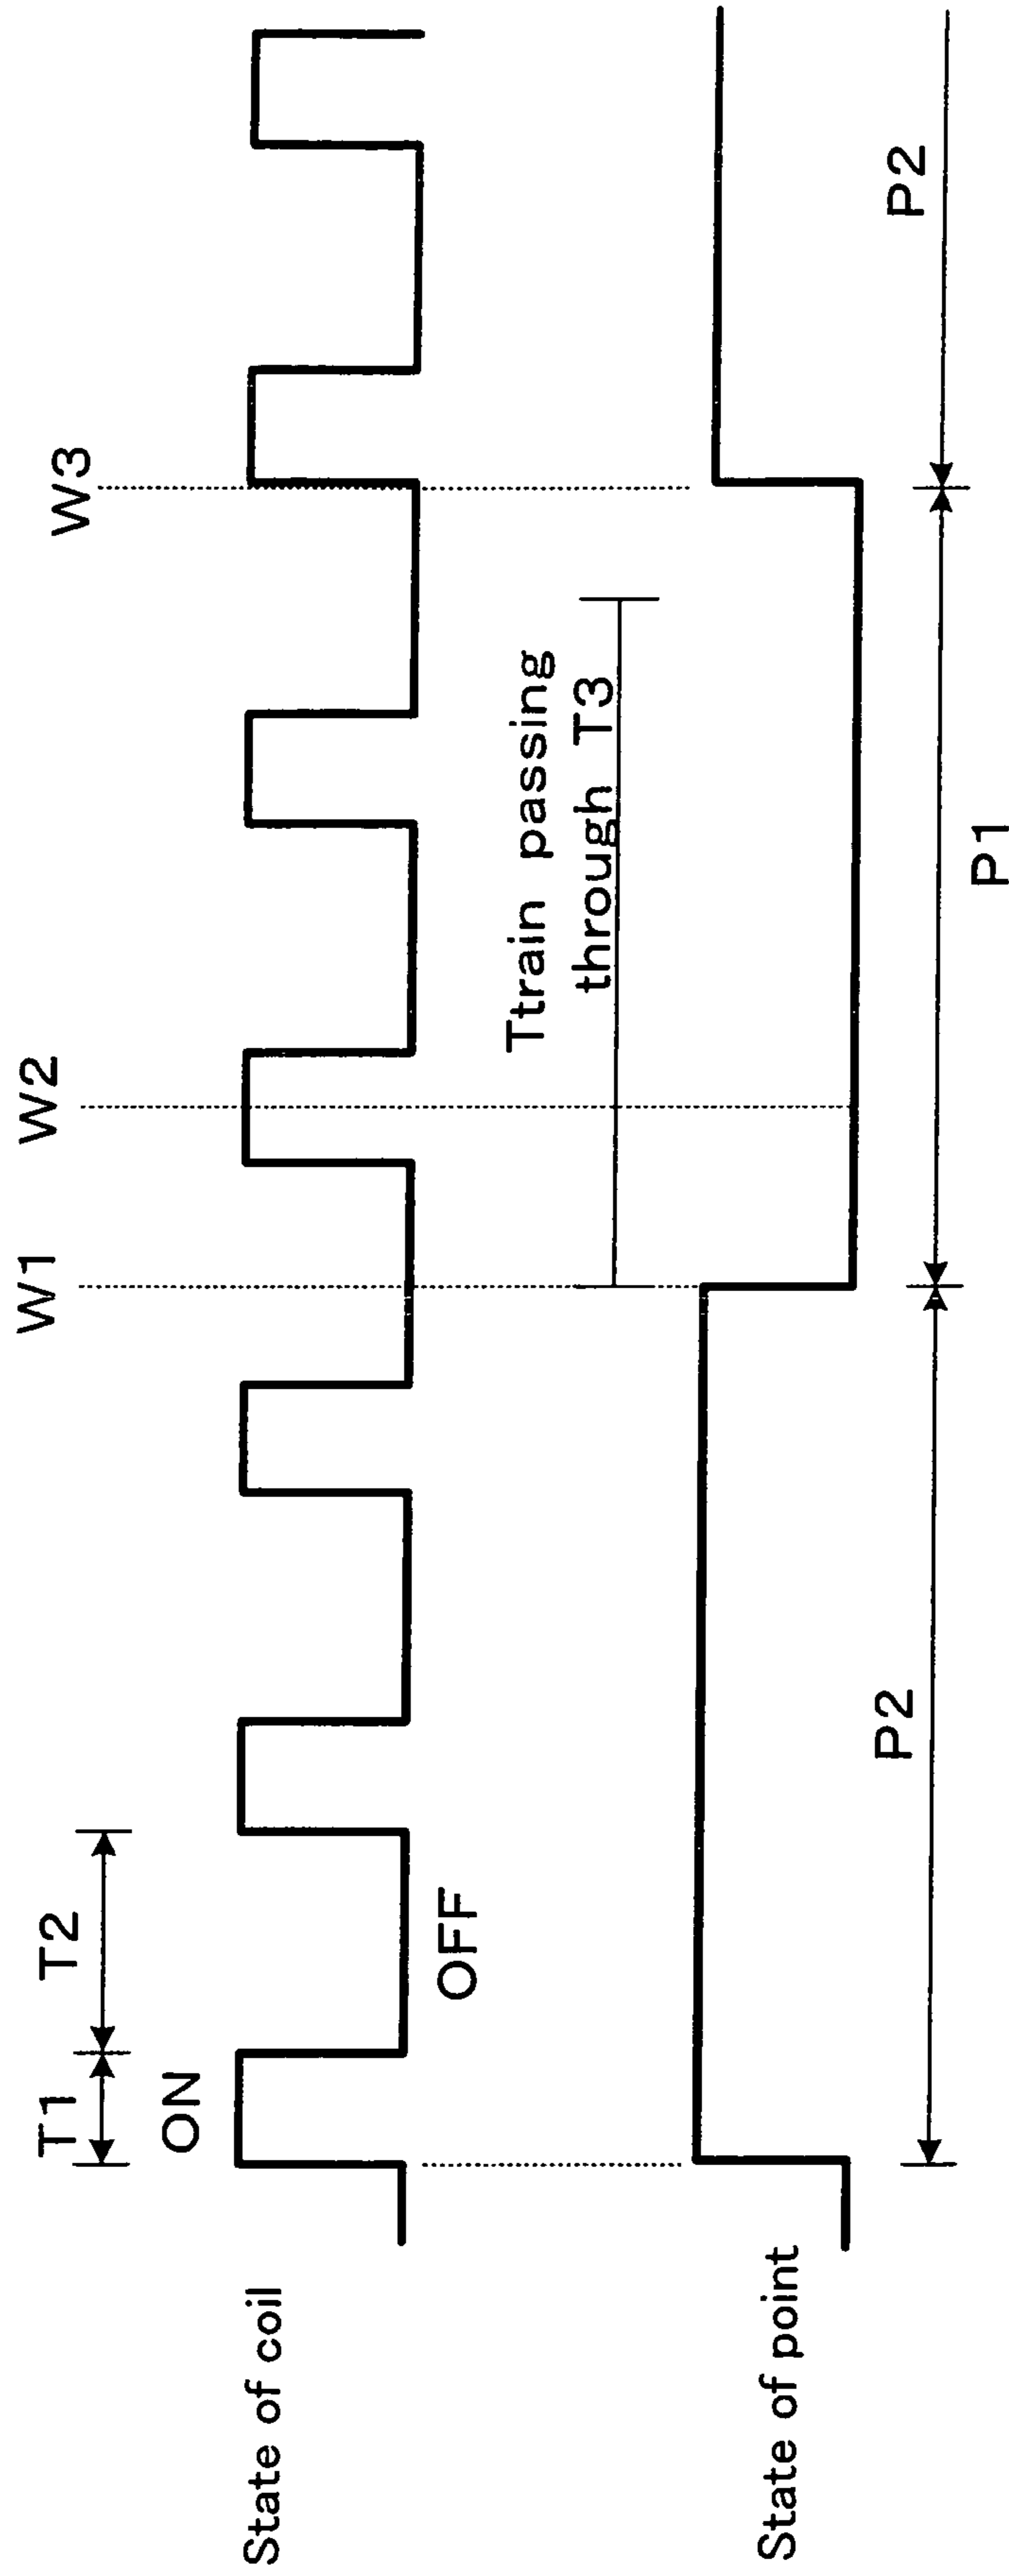 W1
W2
W3
T1
T2
ON
OFF
State of coil
Ttrain passing
through T3
State of point
P2
P1
P2